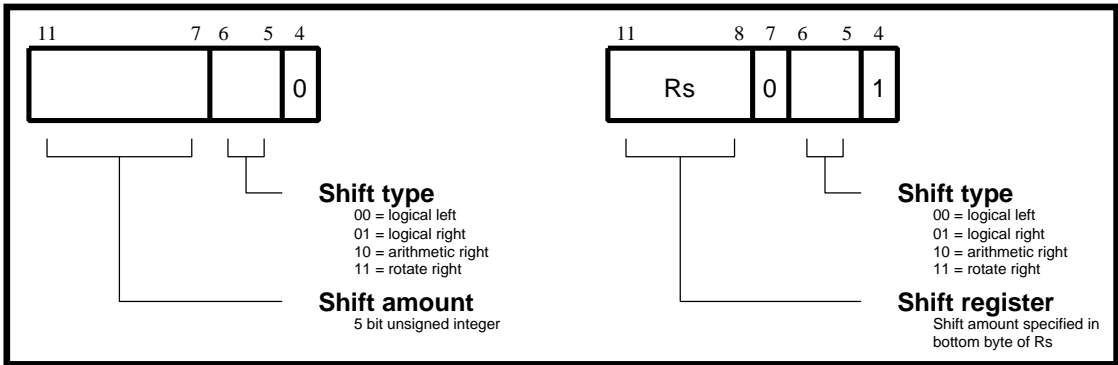 11 7 6 5 4
0
Shift type
00 = logical left
01 = logical right
10 = arithmetic right
11 = rotate right
Shift amount
5 bit unsigned integer
11 8 7 6 5 4
Rs 0 1
Shift type
00 = logical left
01 = logical right
10 = arithmetic right
11 = rotate right
Shift register
Shift amount specified in
bottom byte of Rs